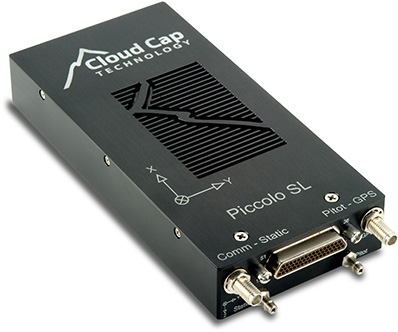 Cloud Cap
TECHNOLOGY
X
Y
Piccolo SL
Comm - Static
Pitot - GPS